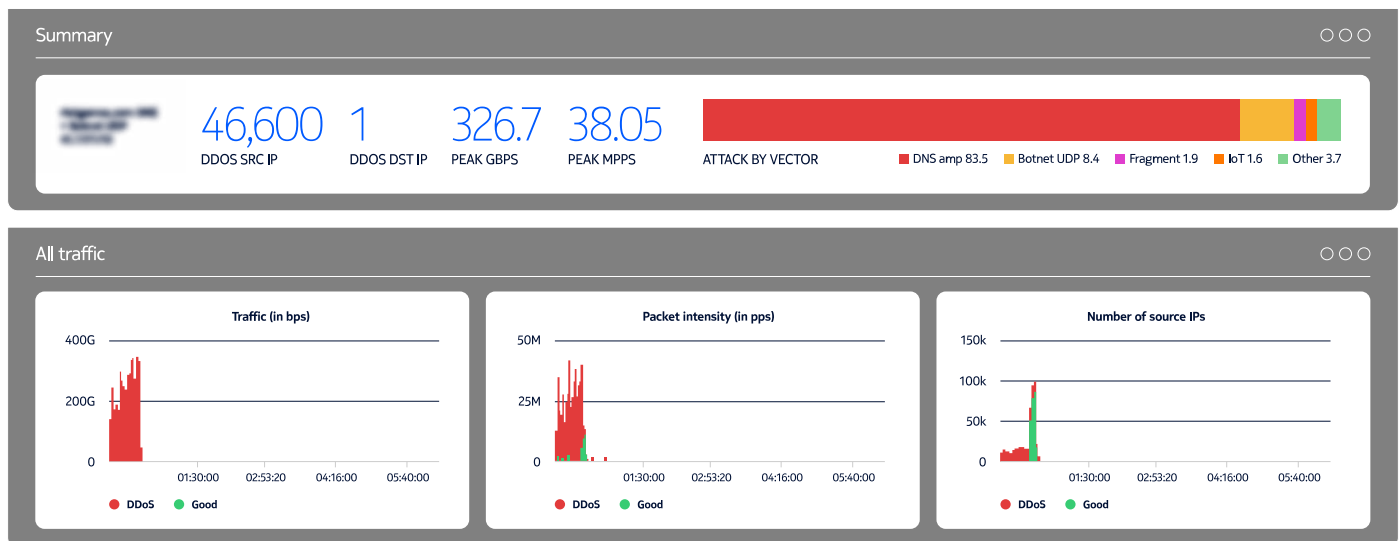 Summary
46,600
DDOS SRC IP
1
DDOS DST IP
326.7
PEAK GBPS
38.05
PEAK MPPS
ATTACK BY VECTOR
DNS amp 83.5
Botnet UDP 8.4
Fragment 1.9
IoT 1.6
Other 3.7
All traffic
Traffic (in bps)
400G
200G
0
01:30:00 02:53:20 04:16:00 05:40:00
DDoS Good
Packet intensity (in pps)
50M
25M
0
01:30:00 02:53:20 04:16:00 05:40:00
DDoS Good
Number of source IPs
150k
100k
50k
0
01:30:00 02:53:20 04:16:00 05:40:00
DDoS Good